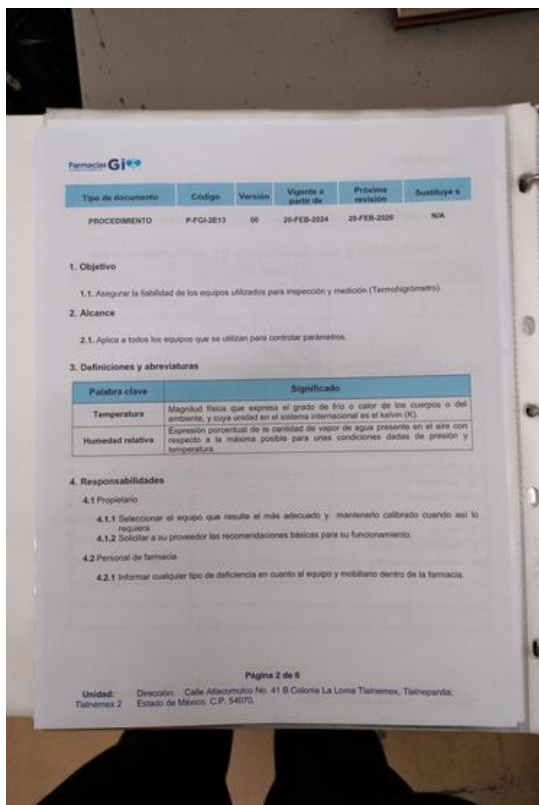 Farmacias Gi
Tipo de documento Código Versión Vigente a partir de Próxima revisión Sustituye a
PROCEDIMIENTO P-FGI-2E13 00 20-FEB-2024 20-FEB-2026 N/A
1. Objetivo
1.1. Asegurar la fiabilidad de los equipos utilizados para inspección y medición (Termohigrómetro).
2. Alcance
2.1. Aplica a todos los equipos que se utilizan para controlar parámetros.
3. Definiciones y abreviaturas
Palabra clave Significado
Temperatura Magnitud física que expresa el grado de frío o calor de los cuerpos o del
ambiente, y cuya unidad en el sistema internacional es el kelvin (K).
Humedad relativa Expresión porcentual de la cantidad de vapor de agua presente en el aire con
respecto a la máxima posible para unas condiciones dadas de presión y
temperatura.
4. Responsabilidades
4.1 Propietario
4.1.1 Seleccionar el equipo que resulte el más adecuado y mantenerlo calibrado cuando así lo
requiera.
4.1.2 Solicitar a su proveedor las recomendaciones básicas para su funcionamiento.
4.2 Personal de farmacia
4.2.1 Informar cualquier tipo de deficiencia en cuanto al equipo y mobiliario dentro de la farmacia.
Página 2 de 6
Unidad: Dirección: Calle Atlacomulco No. 41 B Colonia La Loma Tlalnemex, Tlalnepantla;
Tlalnemex 2 Estado de México. C.P. 54070.